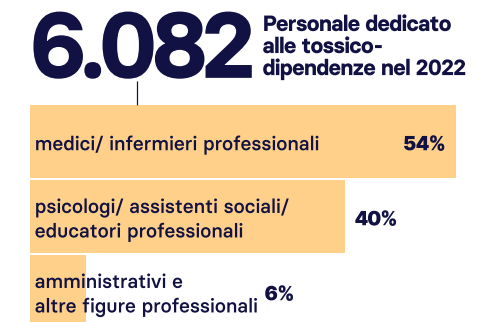 6.082
Personale dedicato
alle tossico-
dipendenze nel 2022
medici/ infermieri professionali
54%
psicologi/ assistenti sociali/
educatori professionali
40%
amministrativi e
altre figure professionali
6%